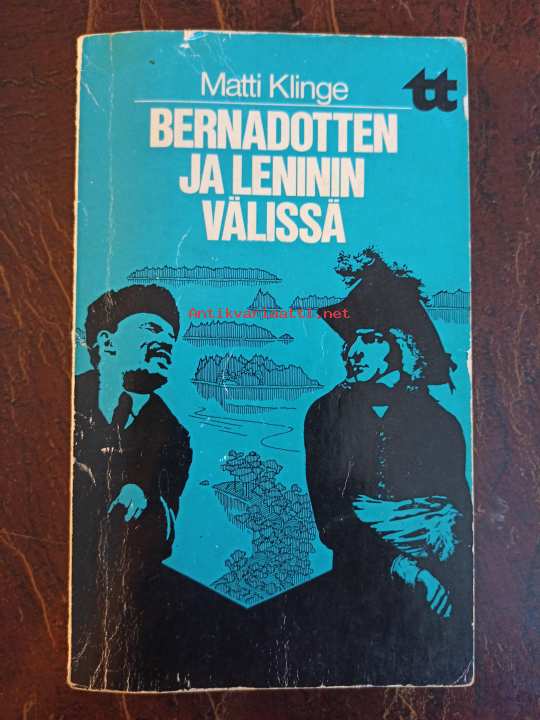 Matti Klinge
tt
BERNADOTTEN
JA LENININ
VÄLISSÄ
Antikvariaatti.net